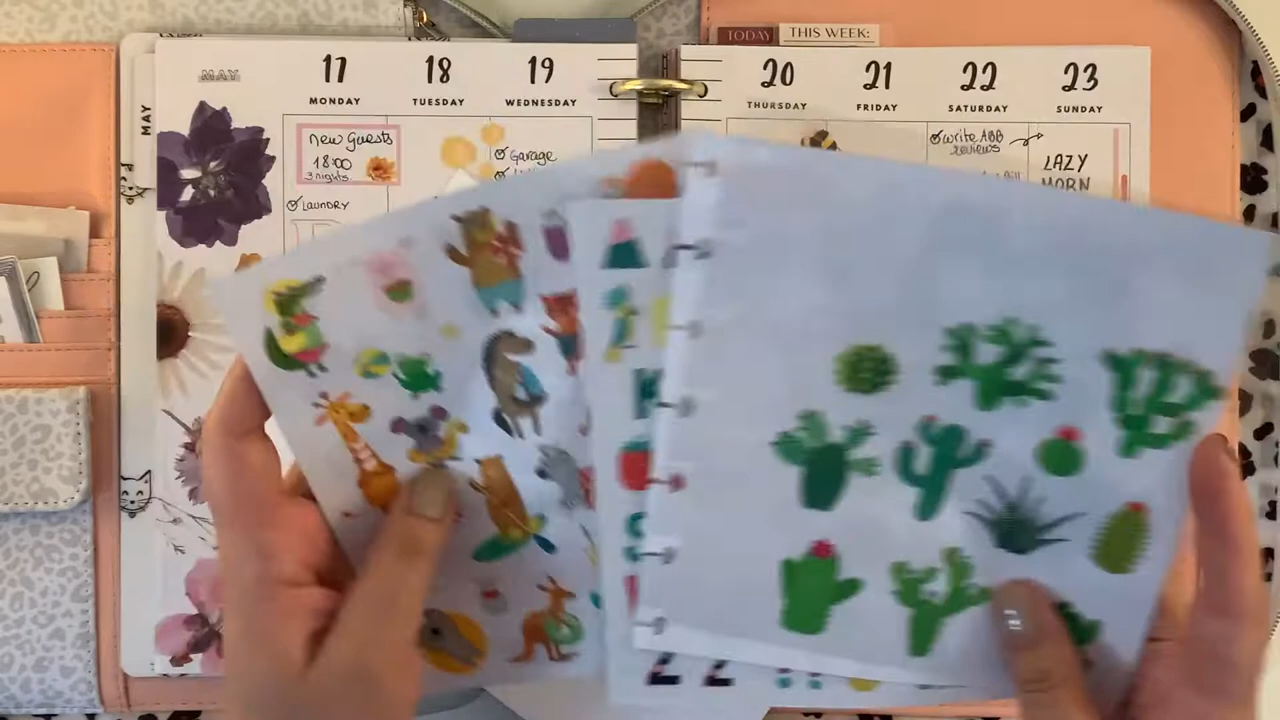 TODAY
THIS WEEK:
MAY
17
18
19
20
21
22
23
MONDAY
TUESDAY
WEDNESDAY
THURSDAY
FRIDAY
SATURDAY
SUNDAY
MAY
new Guests
18:00
3 nights.
Garage
LAUNDRY
write ABB
reviews
LAZY
MORN
22